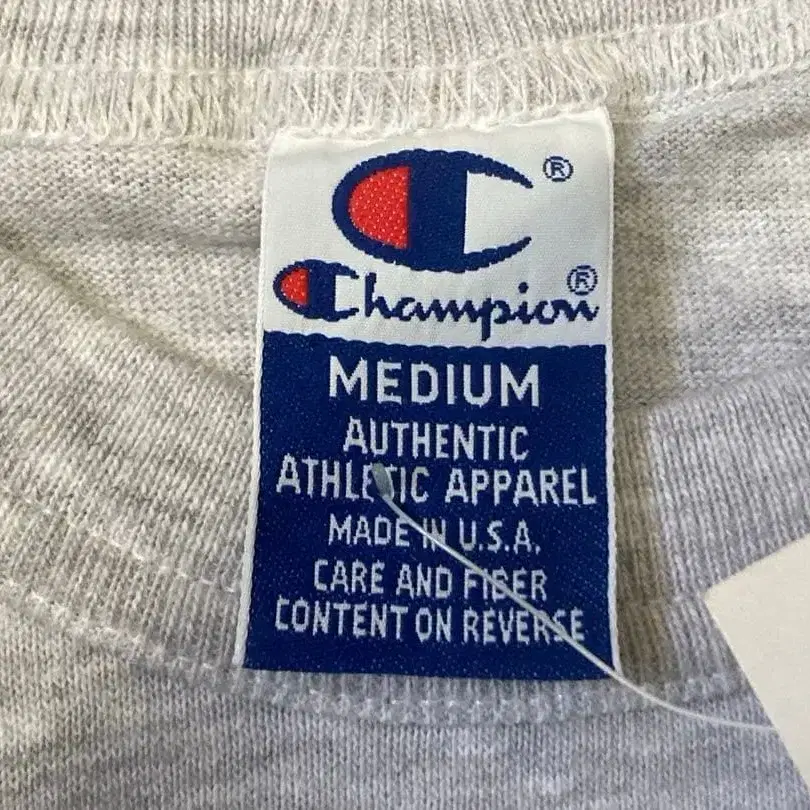 ®
Champion®
MEDIUM
AUTHENTIC
ATHLETIC APPAREL
MADE IN U.S.A.
CARE AND FIBER
CONTENT ON REVERSE